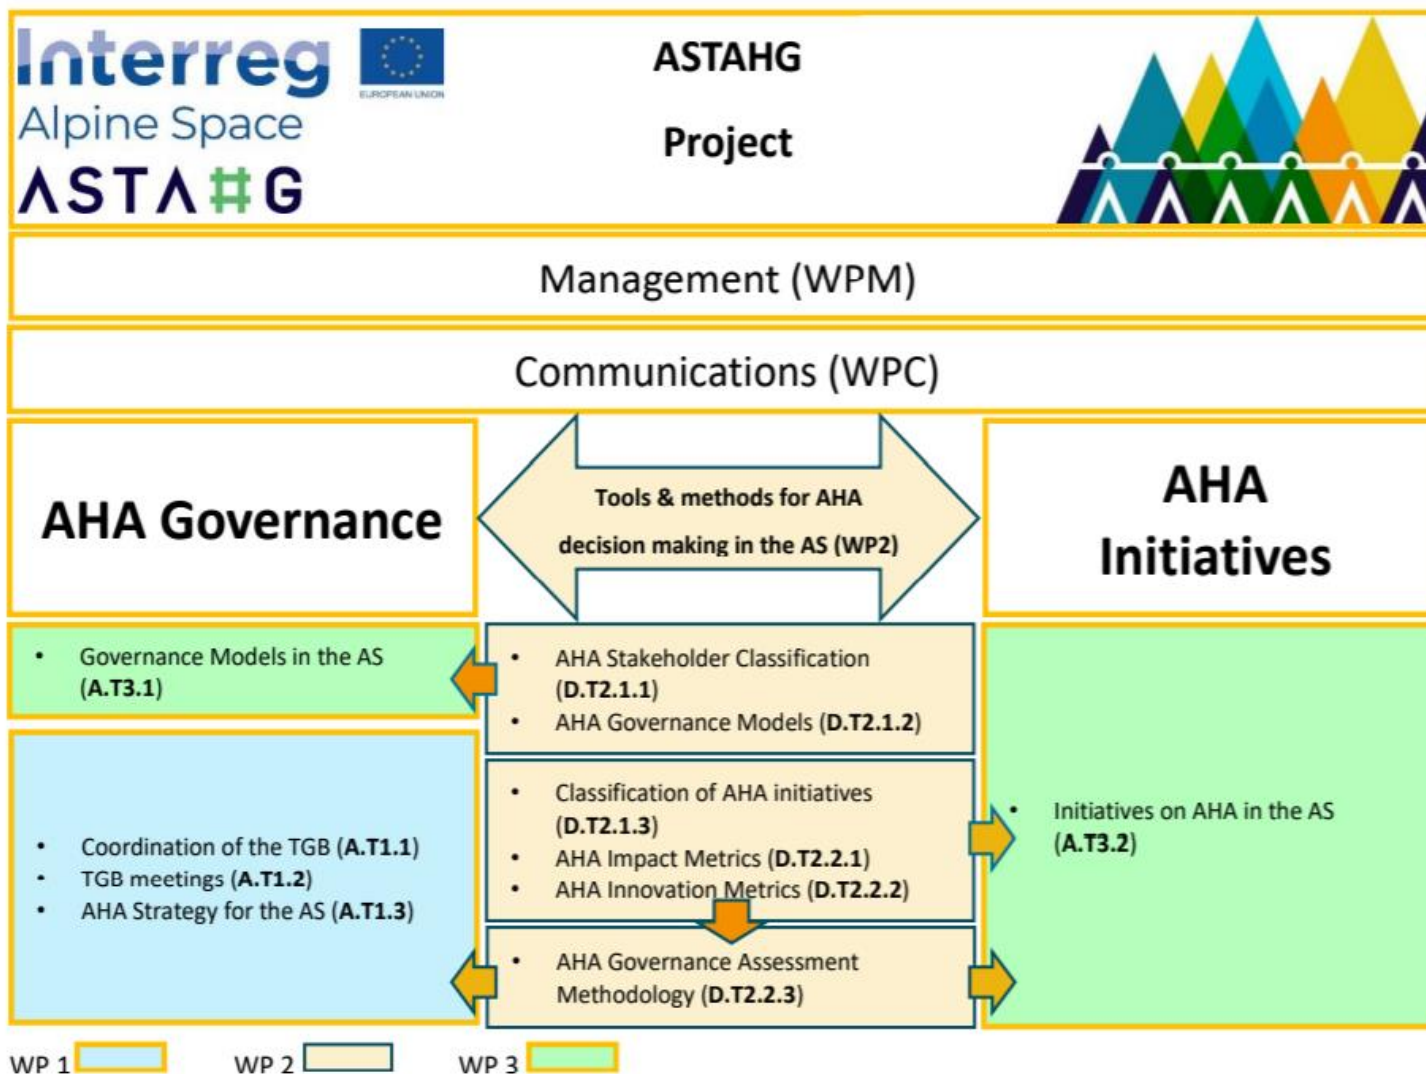 Interreg
EUROPEAN UNION
Alpine Space
ASTAHG
ASTAHG
Project
Management (WPM)
Communications (WPC)
AHA Governance
Tools & methods for AHA
decision making in the AS (WP2)
AHA
Initiatives
• Governance Models in the AS
(A.T3.1)
• Coordination of the TGB (A.T1.1)
• TGB meetings (A.T1.2)
• AHA Strategy for the AS (A.T1.3)
• AHA Stakeholder Classification
(D.T2.1.1)
• AHA Governance Models (D.T2.1.2)
• Classification of AHA initiatives
(D.T2.1.3)
• AHA Impact Metrics (D.T2.2.1)
• AHA Innovation Metrics (D.T2.2.2)
• AHA Governance Assessment
Methodology (D.T2.2.3)
• Initiatives on AHA in the AS
(A.T3.2)
WP 1
WP 2
WP 3